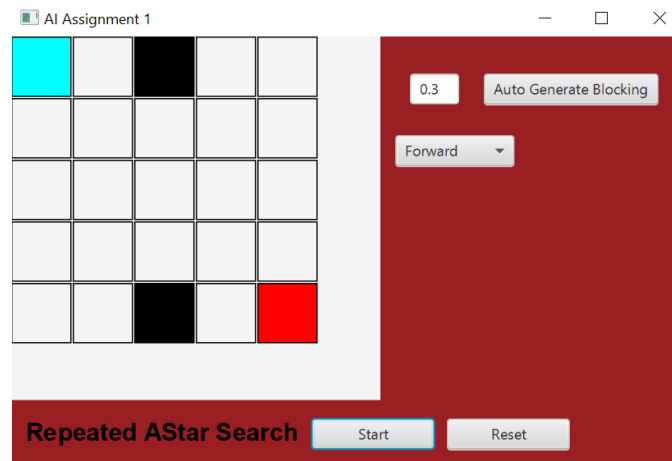 AI Assignment 1
0.3
Auto Generate Blocking
Forward
Repeated AStar Search
Start
Reset